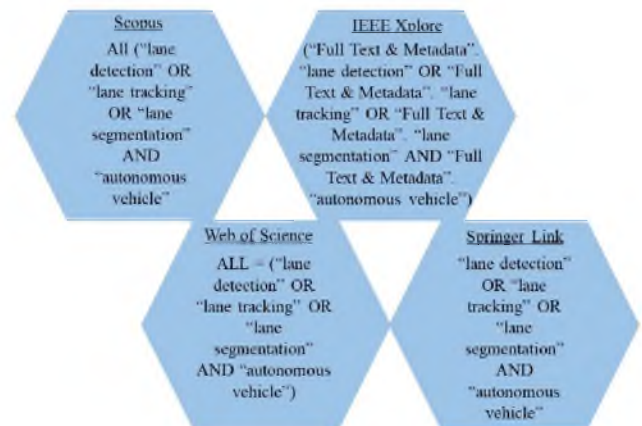 Scopus
All (“lane
detection” OR
“lane tracking”
OR “lane
segmentation”
AND
“autonomous
vehicle”
IEEE Xplore
(“Full Text & Metadata”.
“lane detection” OR “Full
Text & Metadata”. “lane
tracking” OR “Full Text &
Metadata”. “lane
segmentation” AND “Full
Text & Metadata”.
“autonomous vehicle”)
Web of Science
ALL = (“lane
detection” OR
“lane tracking” OR
“lane
segmentation”
AND “autonomous
vehicle”)
Springer Link
“lane detection”
OR “lane
tracking” OR
“lane
segmentation”
AND
“autonomous
vehicle”